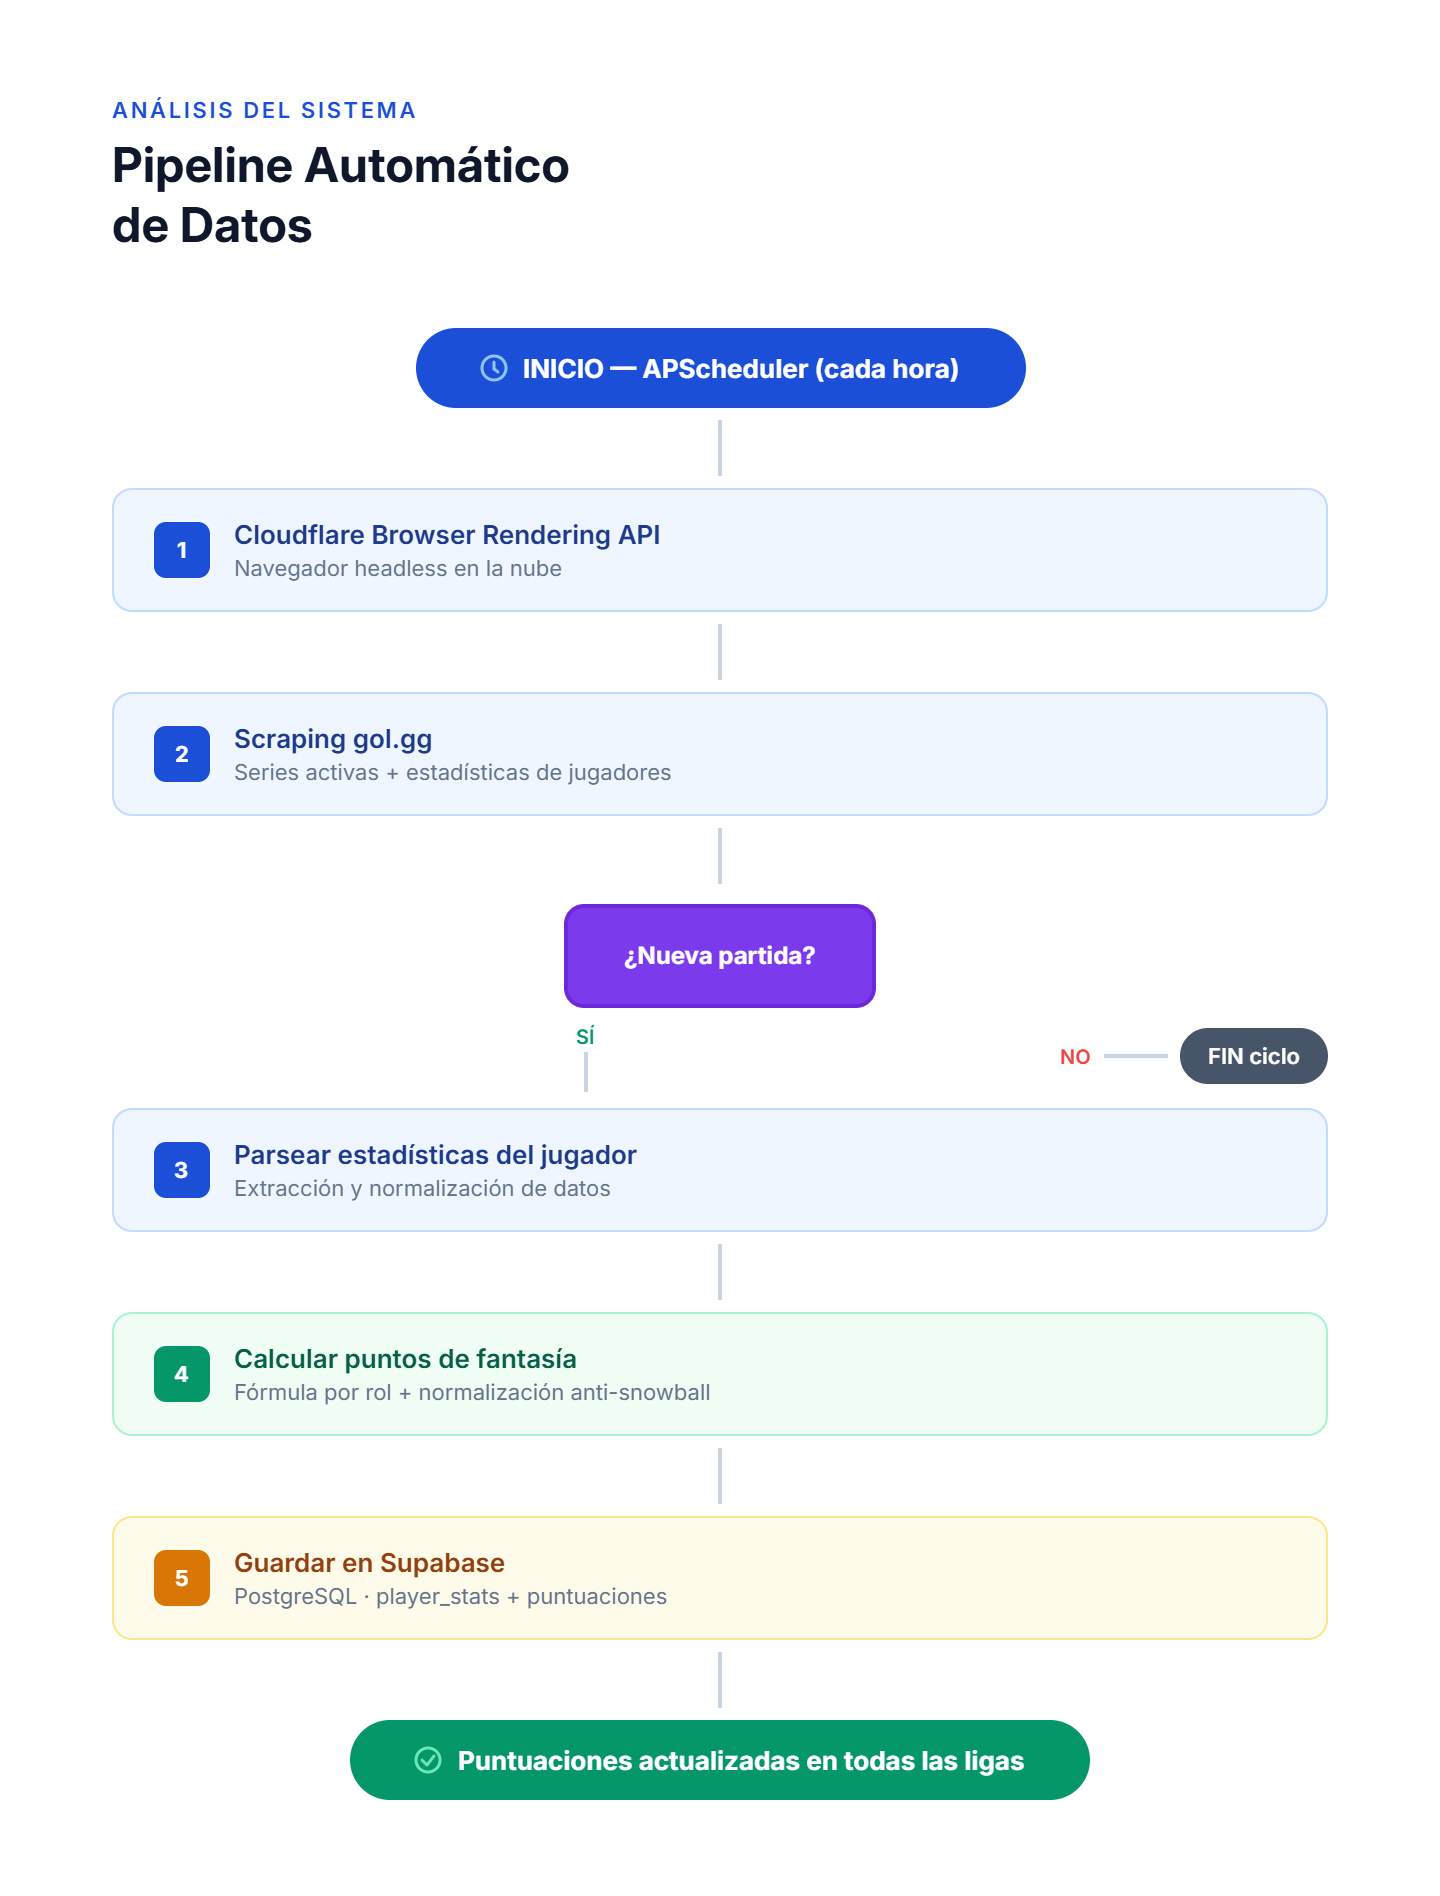 ANÁLISIS DEL SISTEMA
Pipeline Automático
de Datos
INICIO — APScheduler (cada hora)
1
Cloudflare Browser Rendering API
Navegador headless en la nube
2
Scraping gol.gg
Series activas + estadísticas de jugadores
¿Nueva partida?
SÍ
NO
FIN ciclo
3
Parsear estadísticas del jugador
Extracción y normalización de datos
4
Calcular puntos de fantasía
Fórmula por rol + normalización anti-snowball
5
Guardar en Supabase
PostgreSQL · player_stats + puntuaciones
Puntuaciones actualizadas en todas las ligas